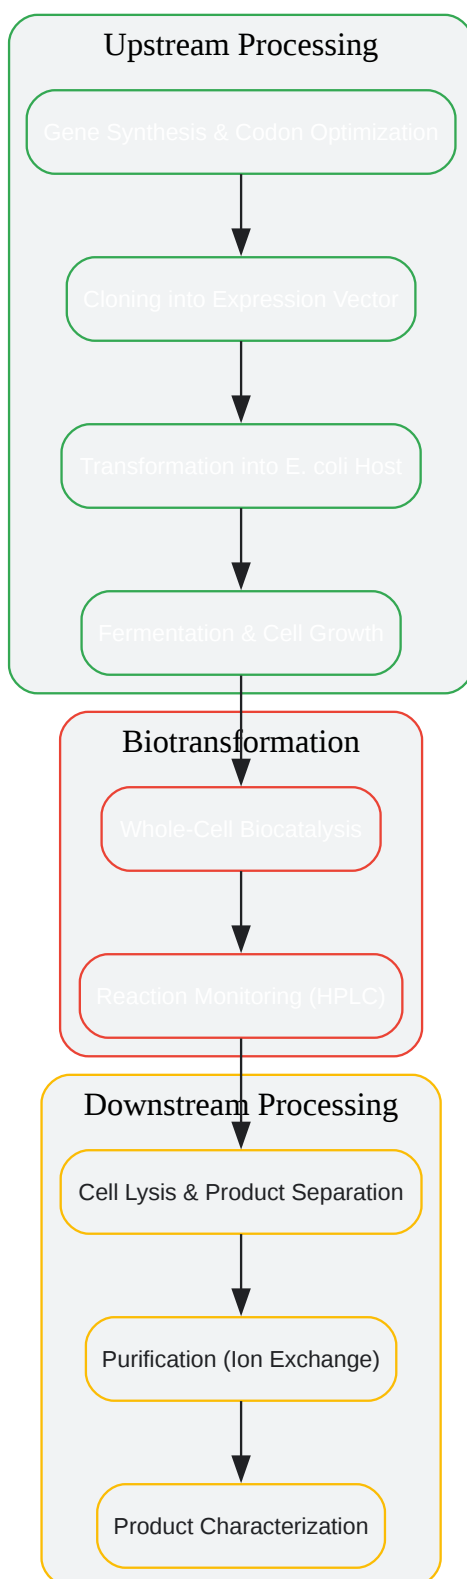 Upstream Processing
Gene Synthesis & Codon Optimization
Cloning into Expression Vector
Transformation into E. coli Host
Fermentation & Cell Growth
Biotransformation
Whole-Cell Biocatalysis
Reaction Monitoring (HPLC)
Downstream Processing
Cell Lysis & Product Separation
Purification (Ion Exchange)
Product Characterization